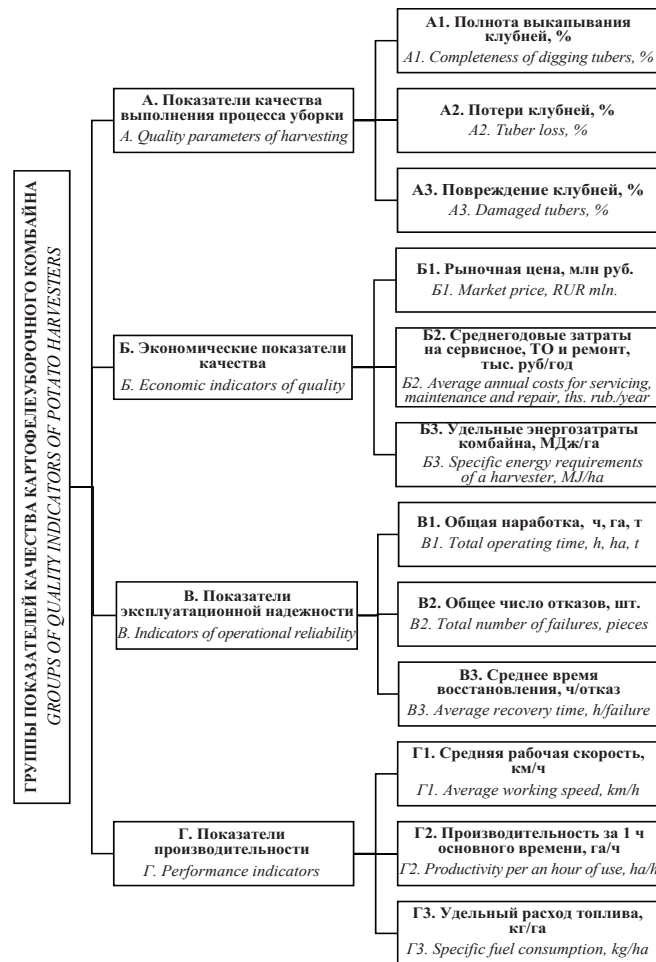 ГРУППЫ ПОКАЗАТЕЛЕЙ КАЧЕСТВА КАРТОФЕЛЕУБОРОЧНОГО КОМБАЙНА
GROUPS OF QUALITY INDICATORS OF POTATO HARVESTERS
А. Показатели качества
выполнения процесса уборки
А. Quality parameters of harvesting
А1. Полнота выкапывания
клубней, %
А1. Completeness of digging tubers, %
А2. Потери клубней, %
А2. Tuber loss, %
А3. Повреждение клубней, %
А3. Damaged tubers, %
Б. Экономические показатели
качества
Б. Economic indicators of quality
Б1. Рыночная цена, млн руб.
Б1. Market price, RUR mln.
Б2. Среднегодовые затраты
на сервисное, ТО и ремонт,
тыс. руб/год
Б2. Average annual costs for servicing,
maintenance and repair, ths. rub./year
Б3. Удельные энергозатраты
комбайна, МДж/га
Б3. Specific energy requirements
of a harvester, MJ/ha
В. Показатели
эксплуатационной надежности
В. Indicators of operational reliability
В1. Общая наработка, ч, га, т
В1. Total operating time, h, ha, t
В2. Общее число отказов, шт.
В2. Total number of failures, pieces
В3. Среднее время
восстановления, ч/отказ
В3. Average recovery time, h/failure
Г. Показатели
производительности
Г. Performance indicators
Г1. Средняя рабочая скорость,
км/ч
Г1. Average working speed, km/h
Г2. Производительность за 1 ч
основного времени, га/ч
Г2. Productivity per an hour of use, ha/h
Г3. Удельный расход топлива,
кг/га
Г3. Specific fuel consumption, kg/ha